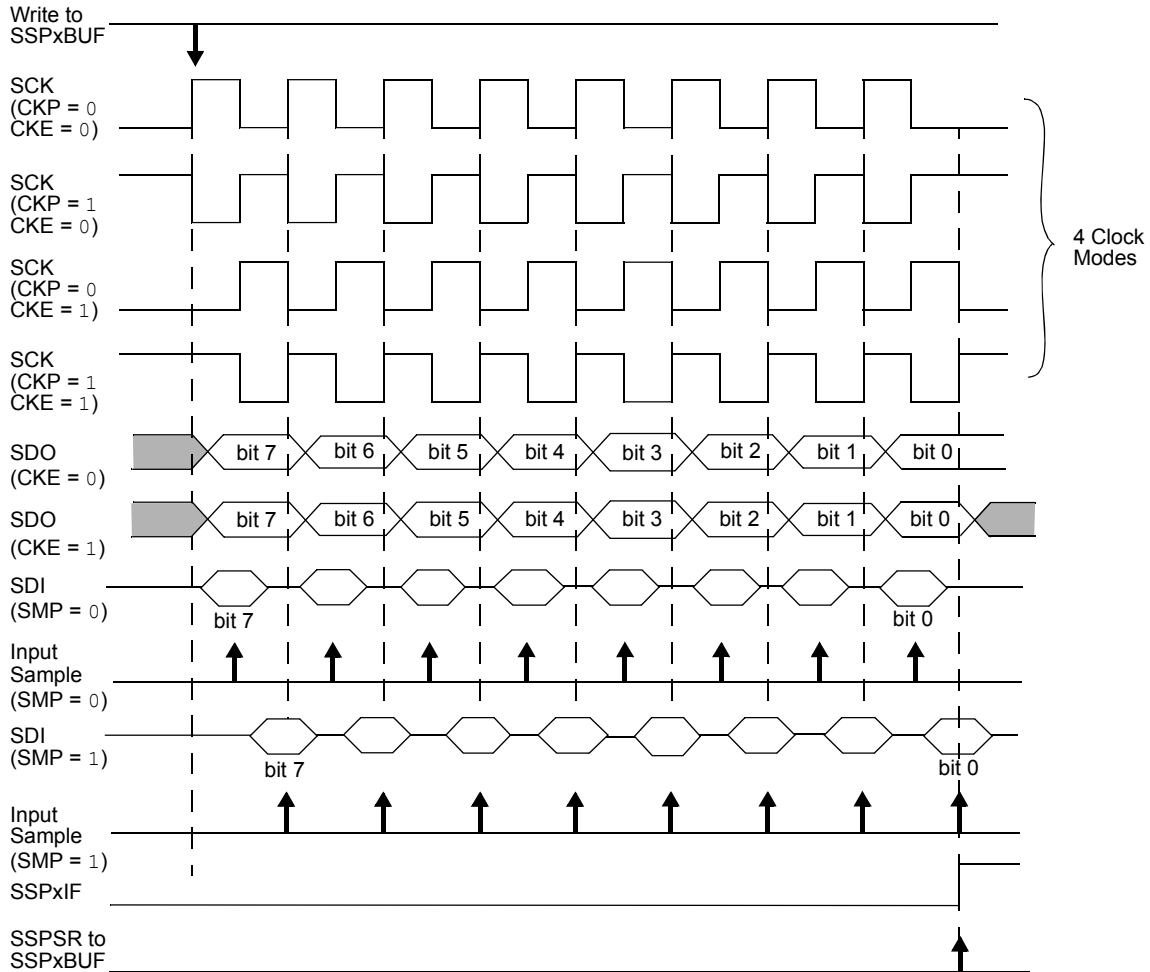 Write to
SSPxBUF
SCK
(CKP = 0
CKE = 0)
SCK
(CKP = 1
CKE = 0)
SCK
(CKP = 0
CKE = 1)
SCK
(CKP = 1
CKE = 1)
4 Clock
Modes
SDO
(CKE = 0)
bit 7 bit 6 bit 5 bit 4 bit 3 bit 2 bit 1 bit 0
SDO
(CKE = 1)
bit 7 bit 6 bit 5 bit 4 bit 3 bit 2 bit 1 bit 0
SDI
(SMP = 0)
bit 7 bit 0
Input
Sample
(SMP = 0)
SDI
(SMP = 1)
bit 7 bit 0
Input
Sample
(SMP = 1)
SSPxIF
SSPSR to
SSPxBUF